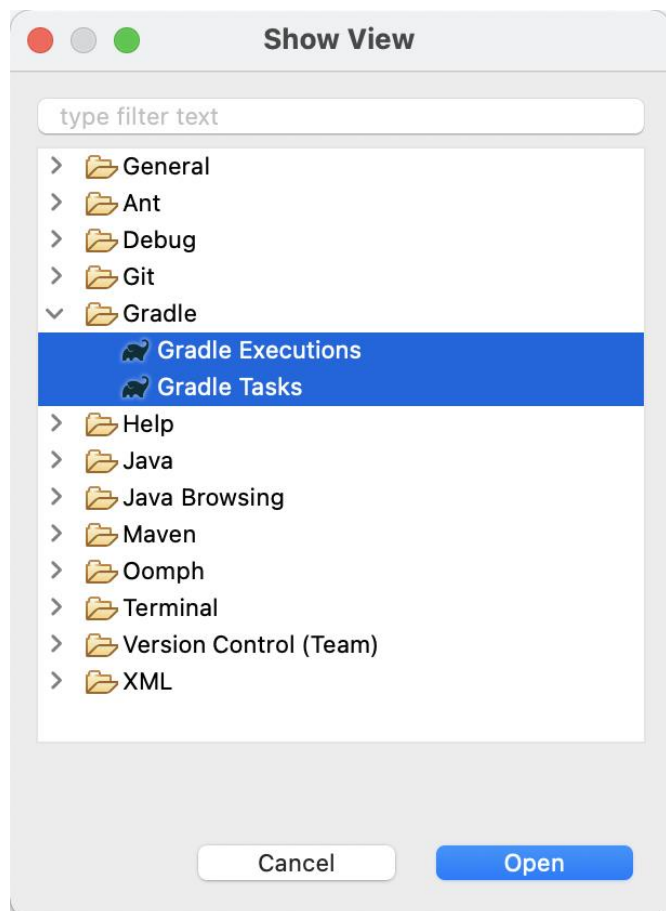 Show View
type filter text
General
Ant
Debug
Git
Gradle
Gradle Executions
Gradle Tasks
Help
Java
Java Browsing
Maven
Oomph
Terminal
Version Control (Team)
XML
Cancel
Open